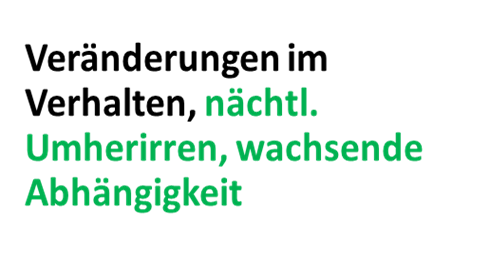 Veränderungen im
Verhalten, nächtl.
Umherirren, wachsende
Abhängigkeit